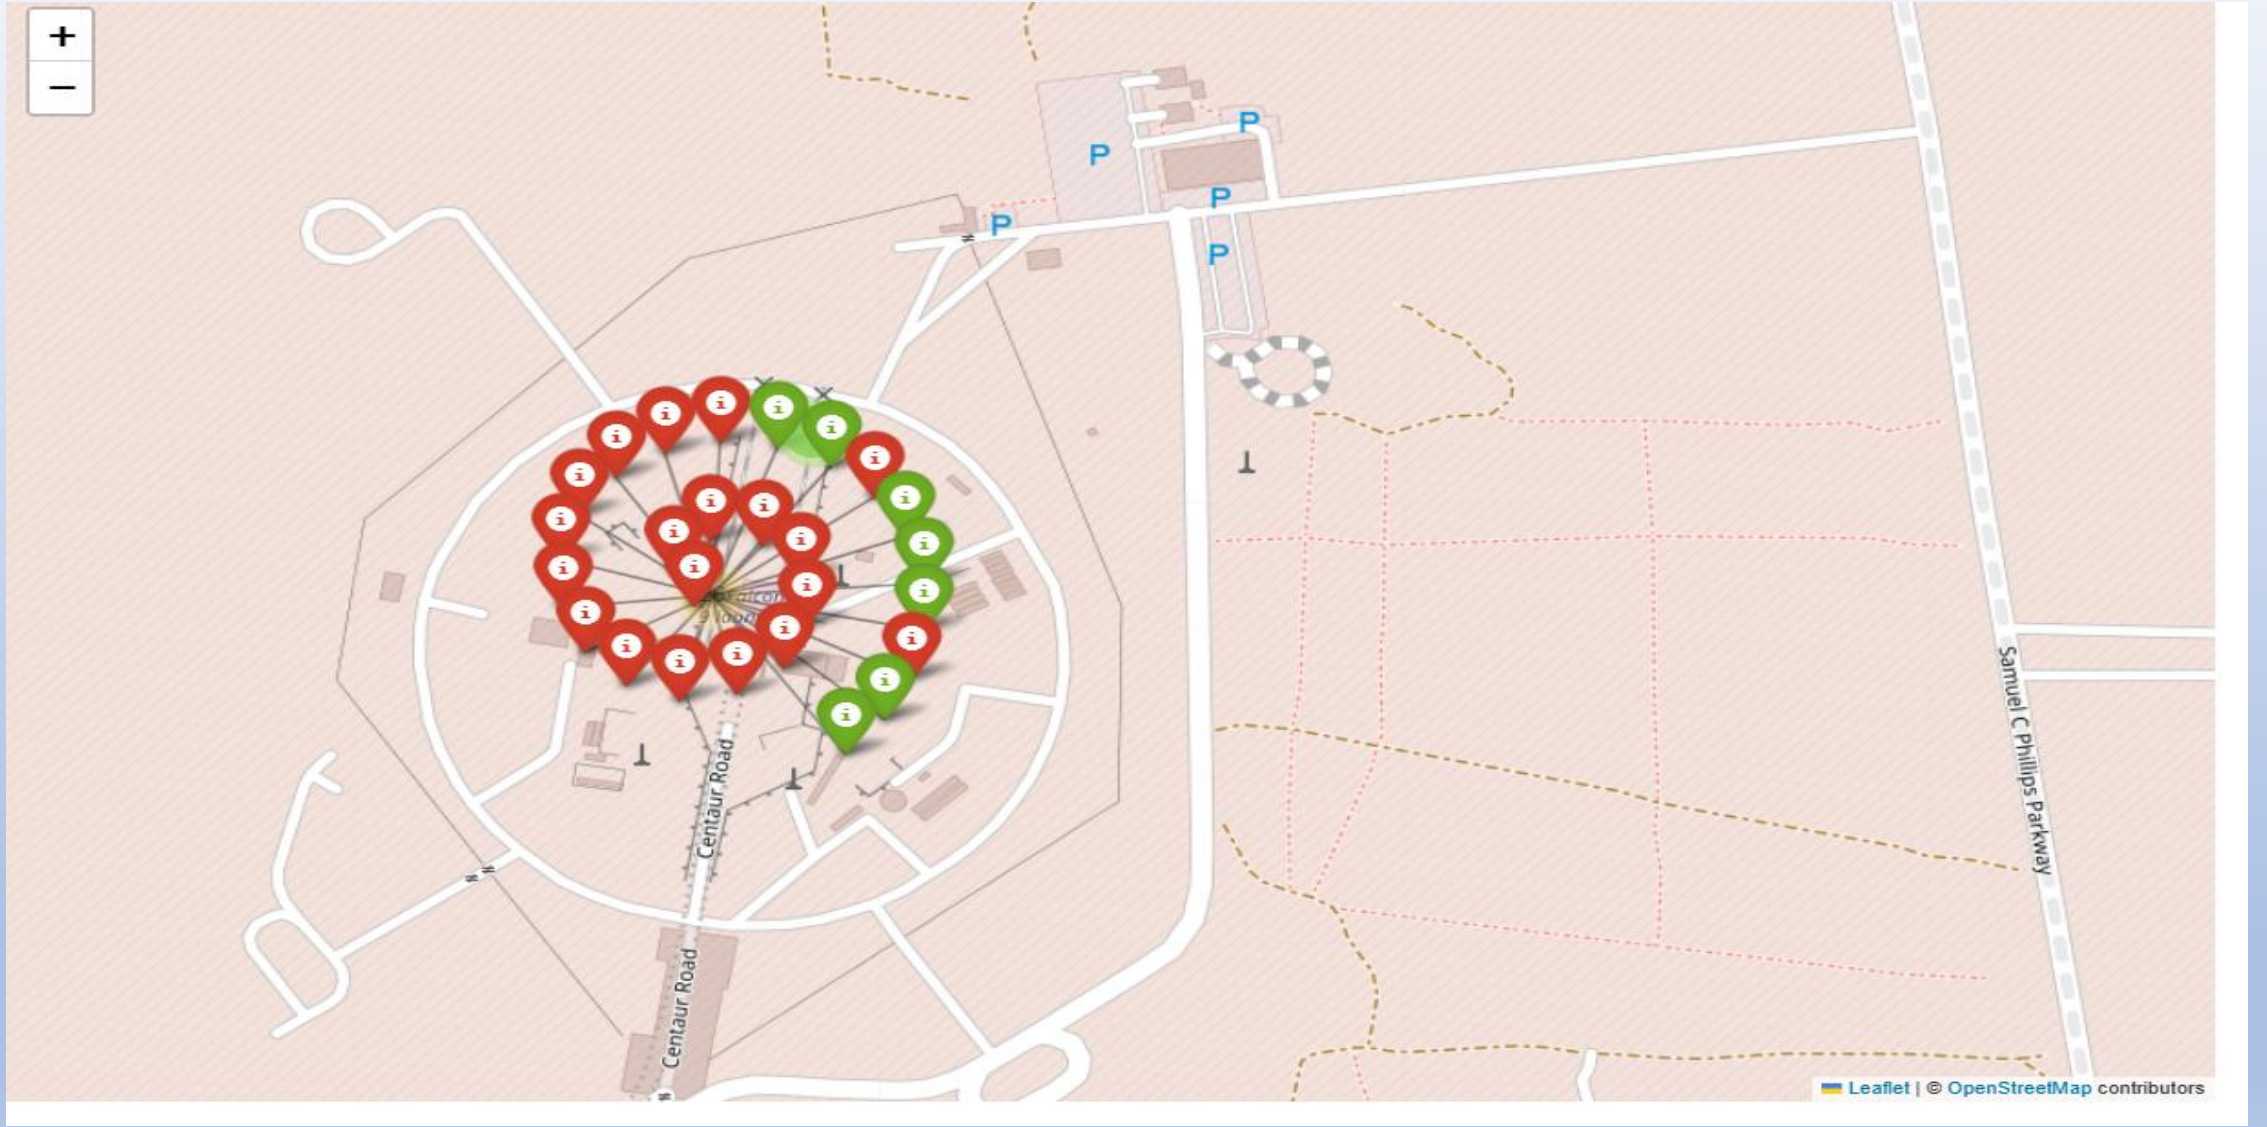 +
−
P
P
P
P
P
Centaur Road
Centaur Road
Samuel C Phillips Parkway
Leaflet | © OpenStreetMap contributors